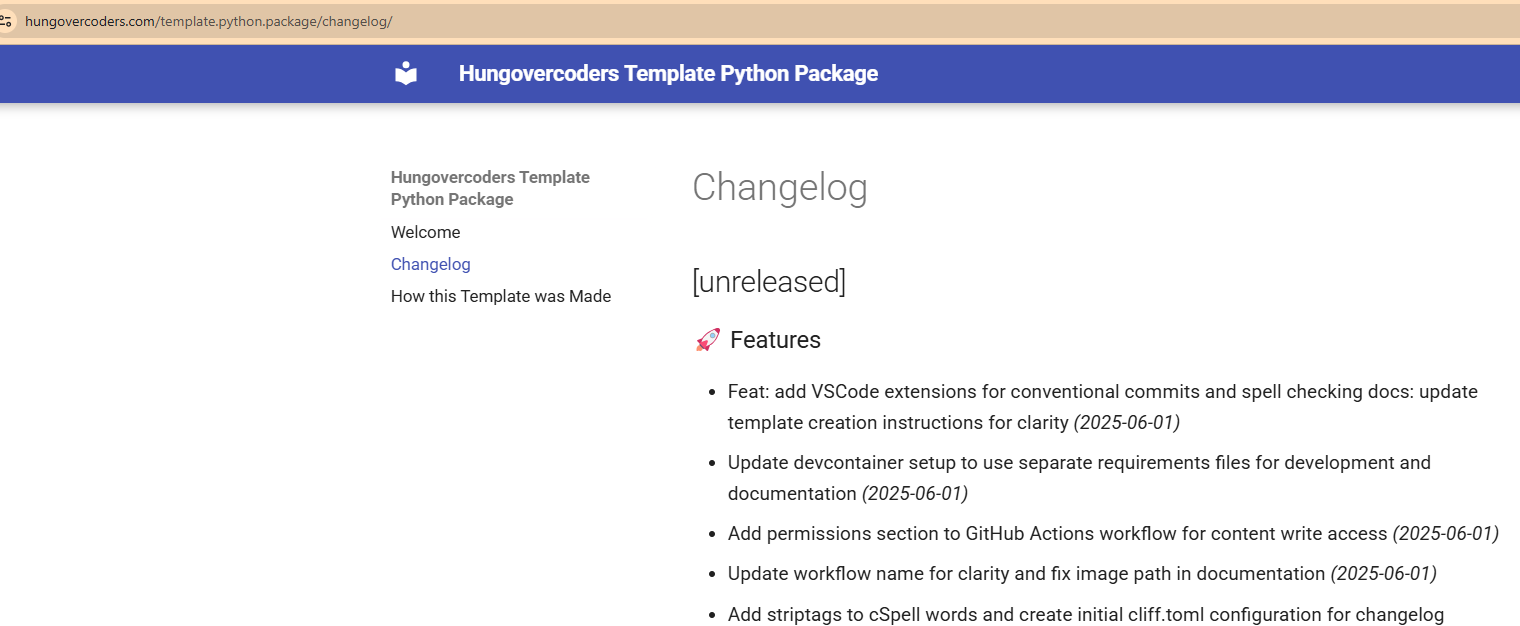 hungovercoders.com/template.python.package/changelog/
Hungovercoders Template Python Package
Hungovercoders Template
Python Package
Welcome
Changelog
How this Template was Made
Changelog
[unreleased]
🚀 Features
• Feat: add VSCode extensions for conventional commits and spell checking docs: update
template creation instructions for clarity (2025-06-01)
• Update devcontainer setup to use separate requirements files for development and
documentation (2025-06-01)
• Add permissions section to GitHub Actions workflow for content write access (2025-06-01)
• Update workflow name for clarity and fix image path in documentation (2025-06-01)
• Add striptags to cSpell words and create initial cliff.toml configuration for changelog